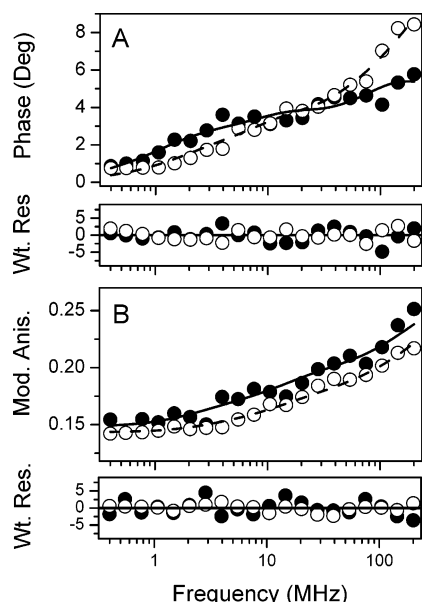 A
Phase (Deg)
8
6
4
2
0
Wt. Res
5
0
-5
B
Mod. Anis.
0.25
0.20
0.15
Wt. Res.
5
0
-5
1 10 100
Frequency (MHz)